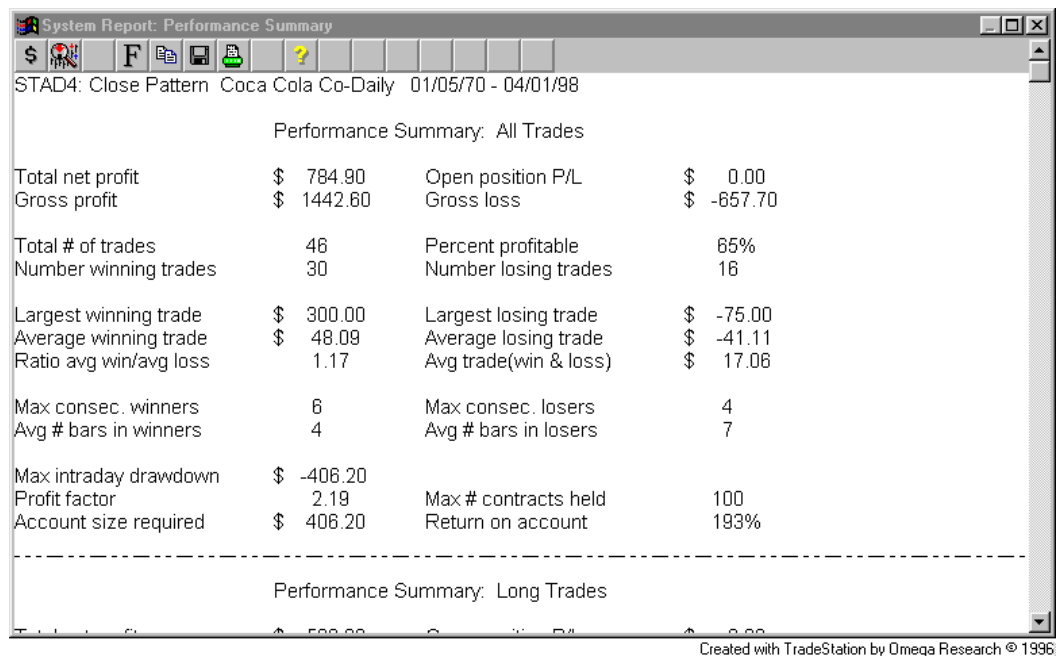 System Report: Performance Summary
$ F ?
STAD4: Close Pattern Coca Cola Co-Daily 01/05/70 - 04/01/98
Performance Summary: All Trades
Total net profit $ 784.90 Open position P/L $ 0.00
Gross profit $ 1442.60 Gross loss $ -657.70
Total # of trades 46 Percent profitable 65%
Number winning trades 30 Number losing trades 16
Largest winning trade $ 300.00 Largest losing trade $ -75.00
Average winning trade $ 48.09 Average losing trade $ -41.11
Ratio avg win/avg loss 1.17 Avg trade(win & loss) $ 17.06
Max consec. winners 6 Max consec. losers 4
Avg # bars in winners 4 Avg # bars in losers 7
Max intraday drawdown $ -406.20
Profit factor 2.19 Max # contracts held 100
Account size required $ 406.20 Return on account 193%
Performance Summary: Long Trades
Created with TradeStation by Omega Research © 1996